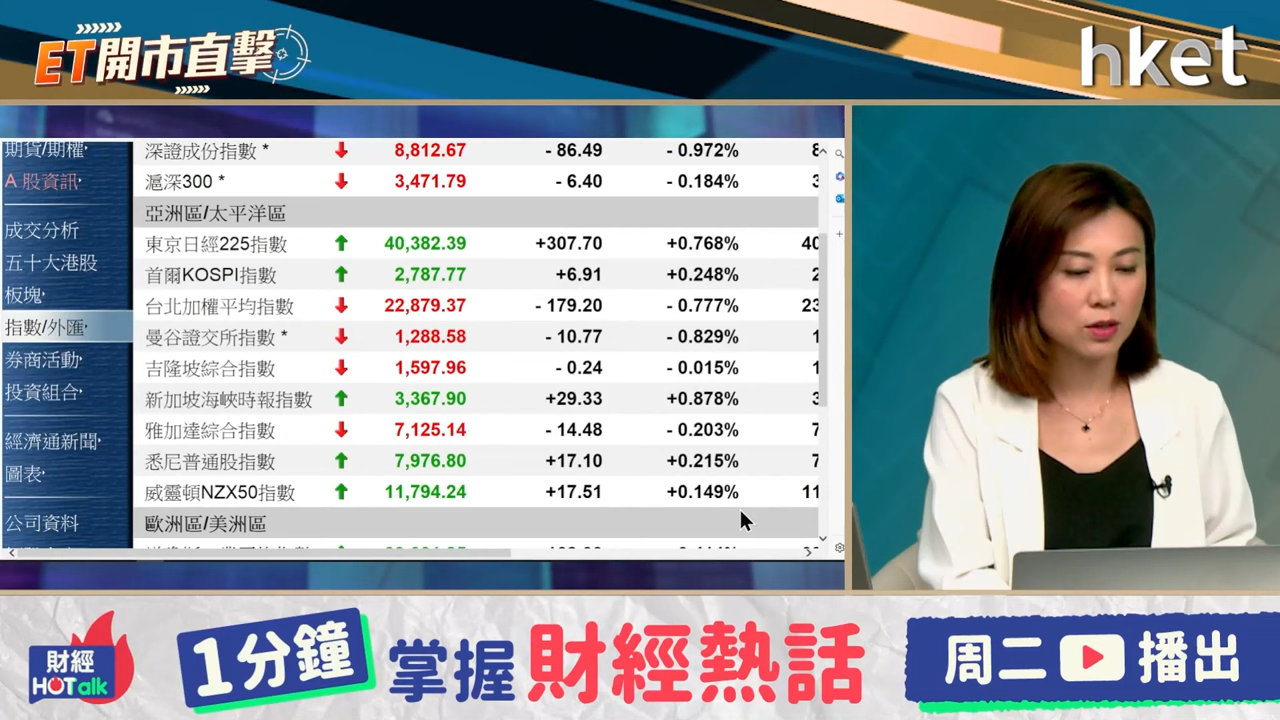 ET開市直擊
hket
期貨/期權
A 股資訊
成交分析
五十大港股
板塊
指數/外匯
券商活動
投資組合
經濟通新聞
圖表
公司資料
深證成份指數 * 8,812.67 - 86.49 - 0.972% 8
滬深300 * 3,471.79 - 6.40 - 0.184% 3
亞洲區/太平洋區
東京日經225指數 40,382.39 +307.70 +0.768% 40
首爾KOSPI指數 2,787.77 +6.91 +0.248% 2
台北加權平均指數 22,879.37 - 179.20 - 0.777% 23
曼谷證交所指數 * 1,288.58 - 10.77 - 0.829% 1
吉隆坡綜合指數 1,597.96 - 0.24 - 0.015% 1
新加坡海峽時報指數 3,367.90 +29.33 +0.878% 3
雅加達綜合指數 7,125.14 - 14.48 - 0.203% 7
悉尼普通股指數 7,976.80 +17.10 +0.215% 7
威靈頓NZX50指數 11,794.24 +17.51 +0.149% 11
歐洲區/美洲區
財經
HOTalk
1分鐘 掌握 財經熱話
周二 播出